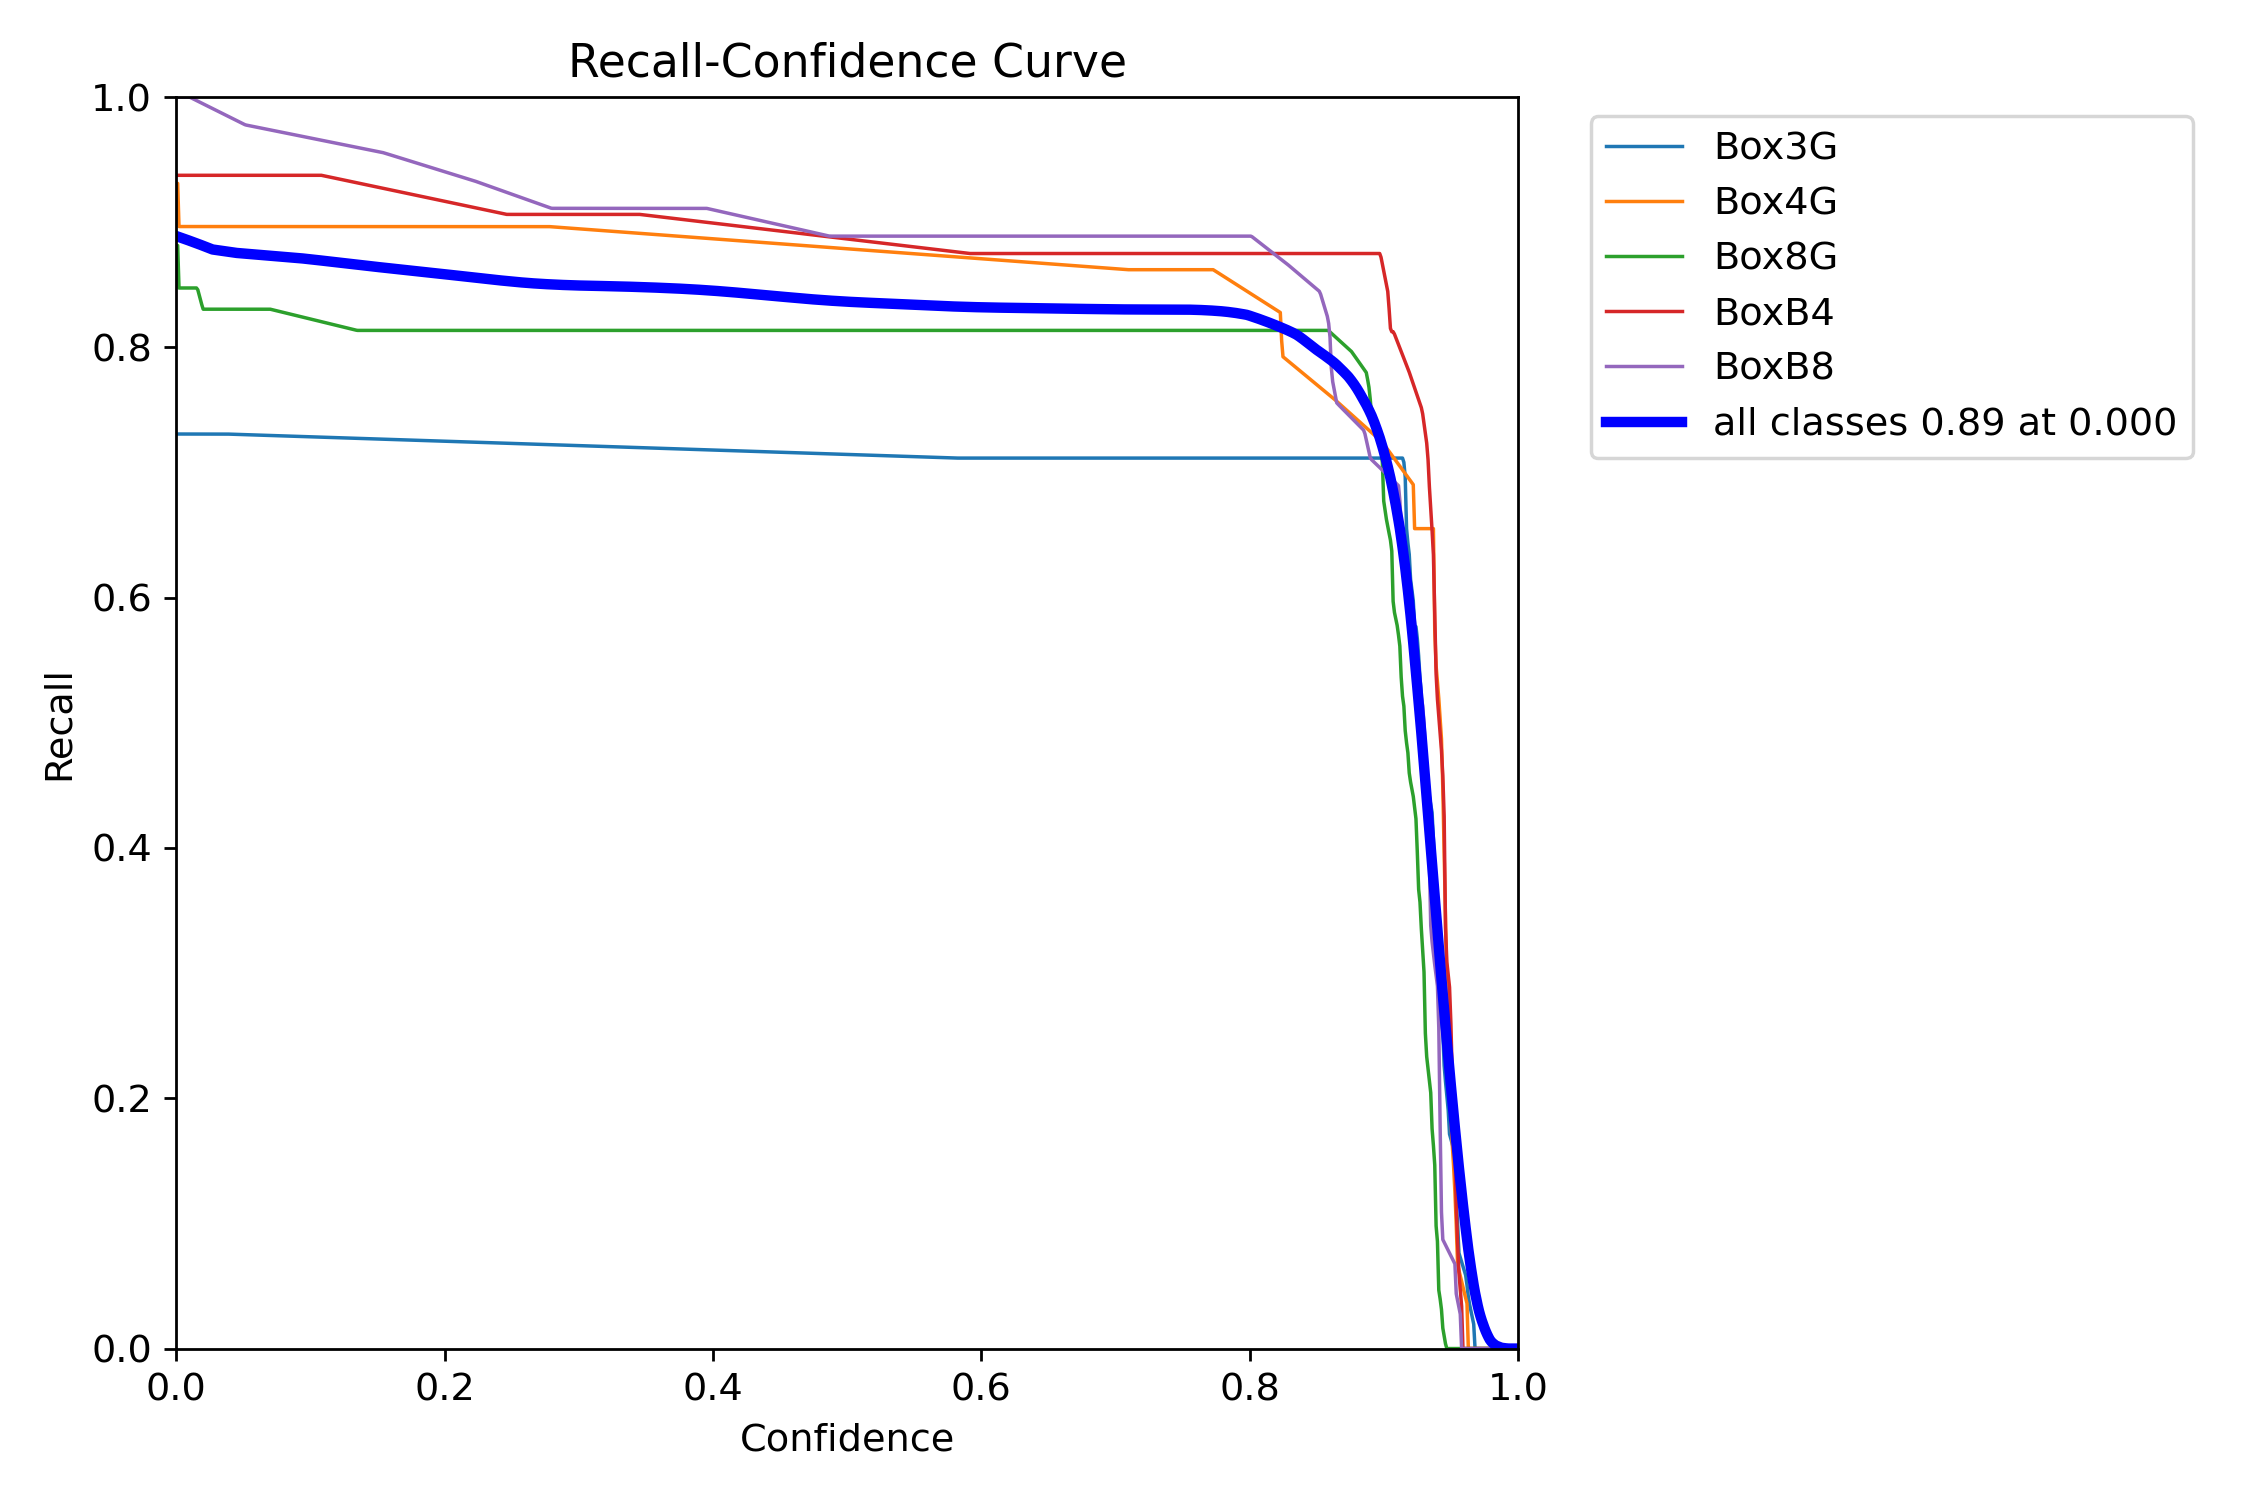 Recall-Confidence Curve
1.0
0.8
0.6
0.4
0.2
0.0
Recall
0.0 0.2 0.4 0.6 0.8 1.0
Confidence
Box3G
Box4G
Box8G
BoxB4
BoxB8
all classes 0.89 at 0.000